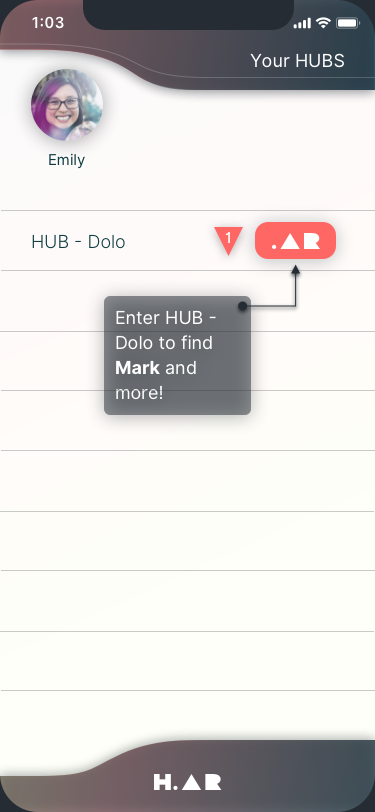 1:03
Your HUBS
Emily
HUB - Dolo
1
.AR
Enter HUB -
Dolo to find
Mark and
more!
H.AR